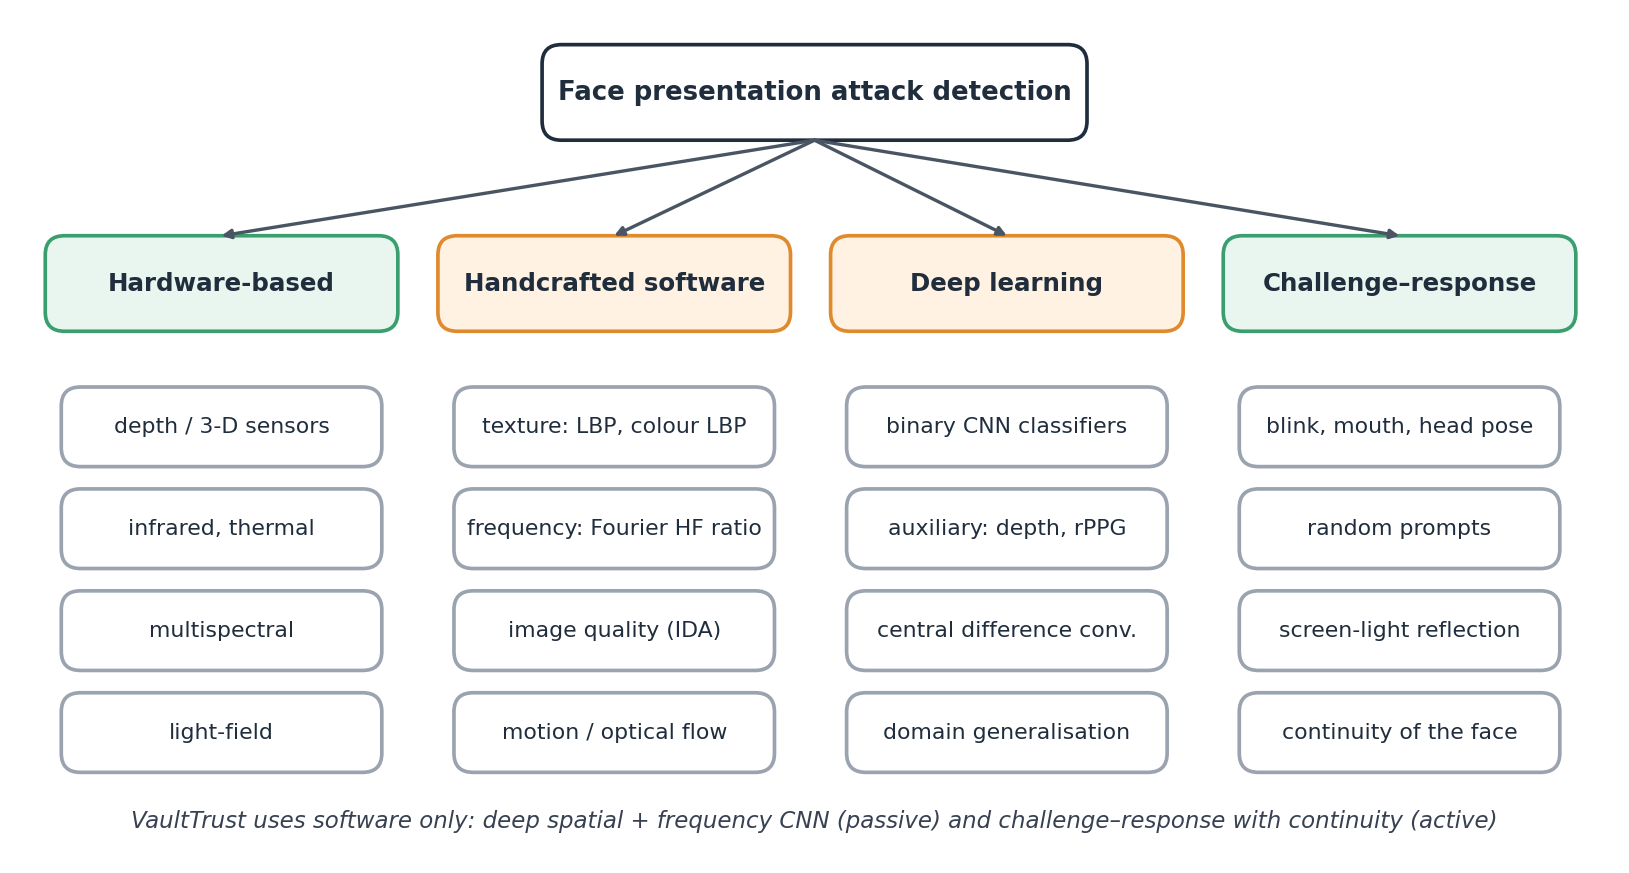 Face presentation attack detection
Hardware-based
Handcrafted software
Deep learning
Challenge–response
depth / 3-D sensors
texture: LBP, colour LBP
binary CNN classifiers
blink, mouth, head pose
infrared, thermal
frequency: Fourier HF ratio
auxiliary: depth, rPPG
random prompts
multispectral
image quality (IDA)
central difference conv.
screen-light reflection
light-field
motion / optical flow
domain generalisation
continuity of the face
VaultTrust uses software only: deep spatial + frequency CNN (passive) and challenge–response with continuity (active)